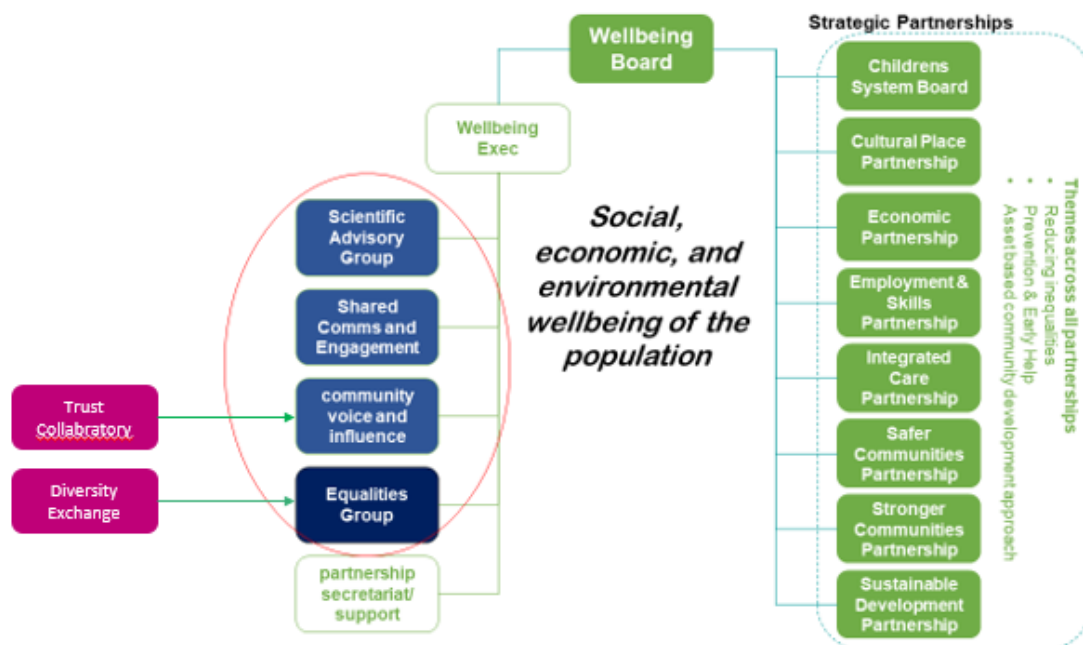 Strategic Partnerships
Wellbeing
Board
Wellbeing
Exec
Scientific
Advisory
Group
Shared
Comms and
Engagement
community
voice and
influence
Equalities
Group
partnership
secretariat/
support
Trust
Collabratory
Diversity
Exchange
Social,
economic, and
environmental
wellbeing of the
population
Childrens
System Board
Cultural Place
Partnership
Economic
Partnership
Employment &
Skills
Partnership
Integrated
Care
Partnership
Safer
Communities
Partnership
Stronger
Communities
Partnership
Sustainable
Development
Partnership
Themes across all partnerships
• Reducing inequalities
• Prevention & Early Help
• Asset based community development approach